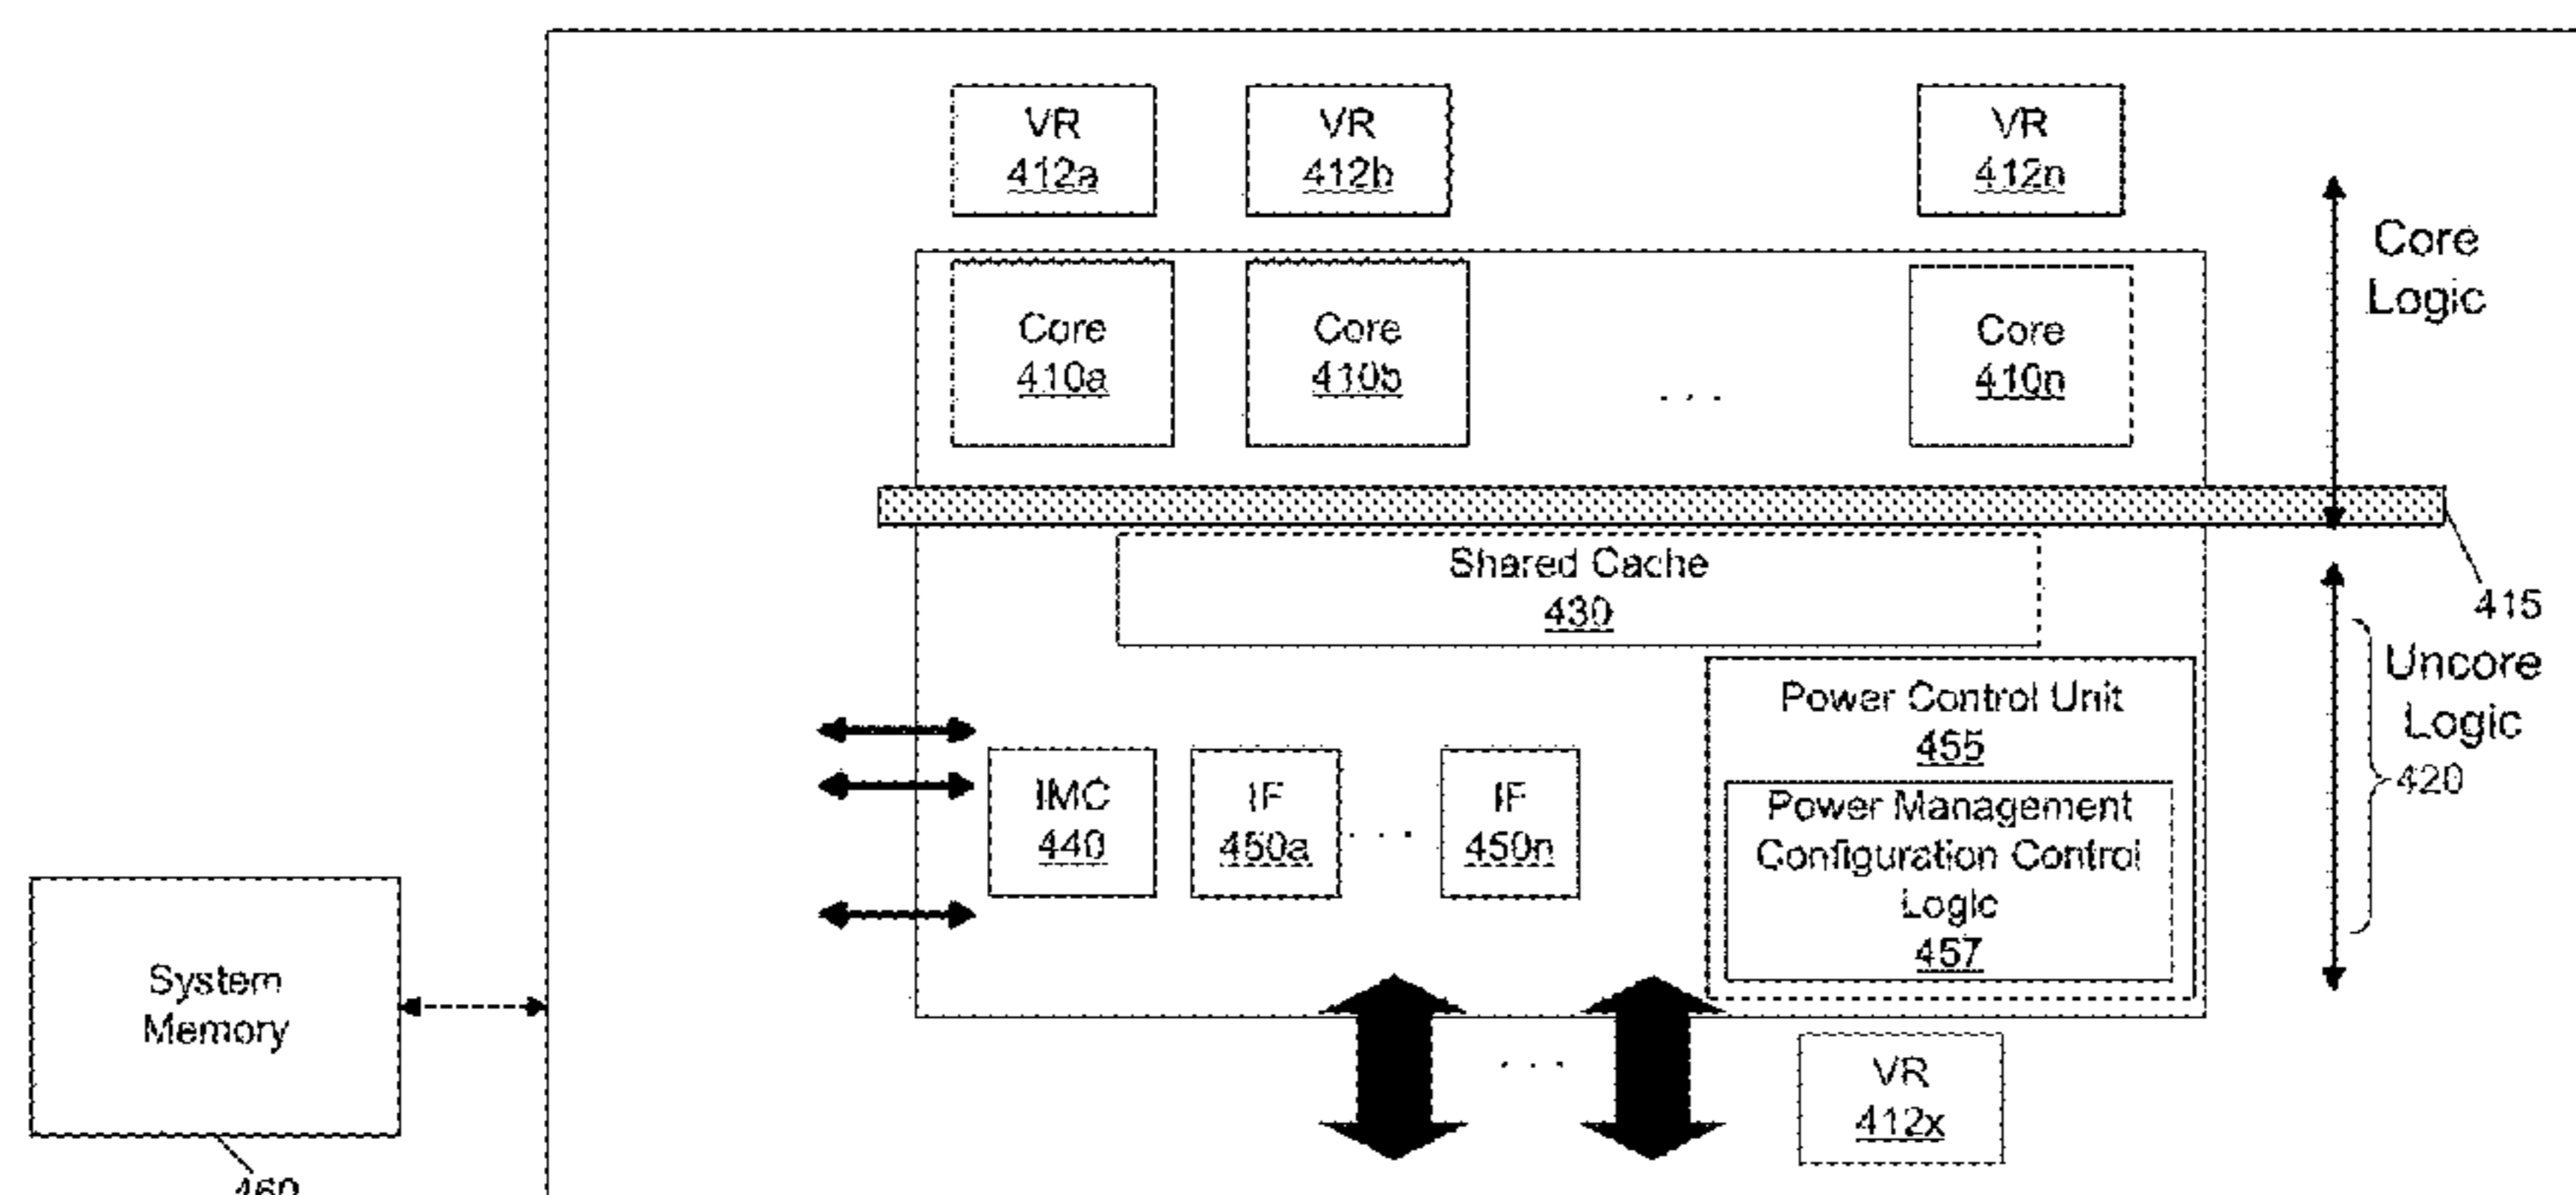 VR
412a
VR
412b
VR
412n
Core
Logic
Core
410a
Core
410b
. . .
Core
410n
415
Shared Cache
430
Uncore
Logic
420
Power Control Unit
455
Power Management
Configuration Control
Logic
457
IMC
440
IF
450a
. . .
IF
450n
System
Memory
. . .
VR
412x
460